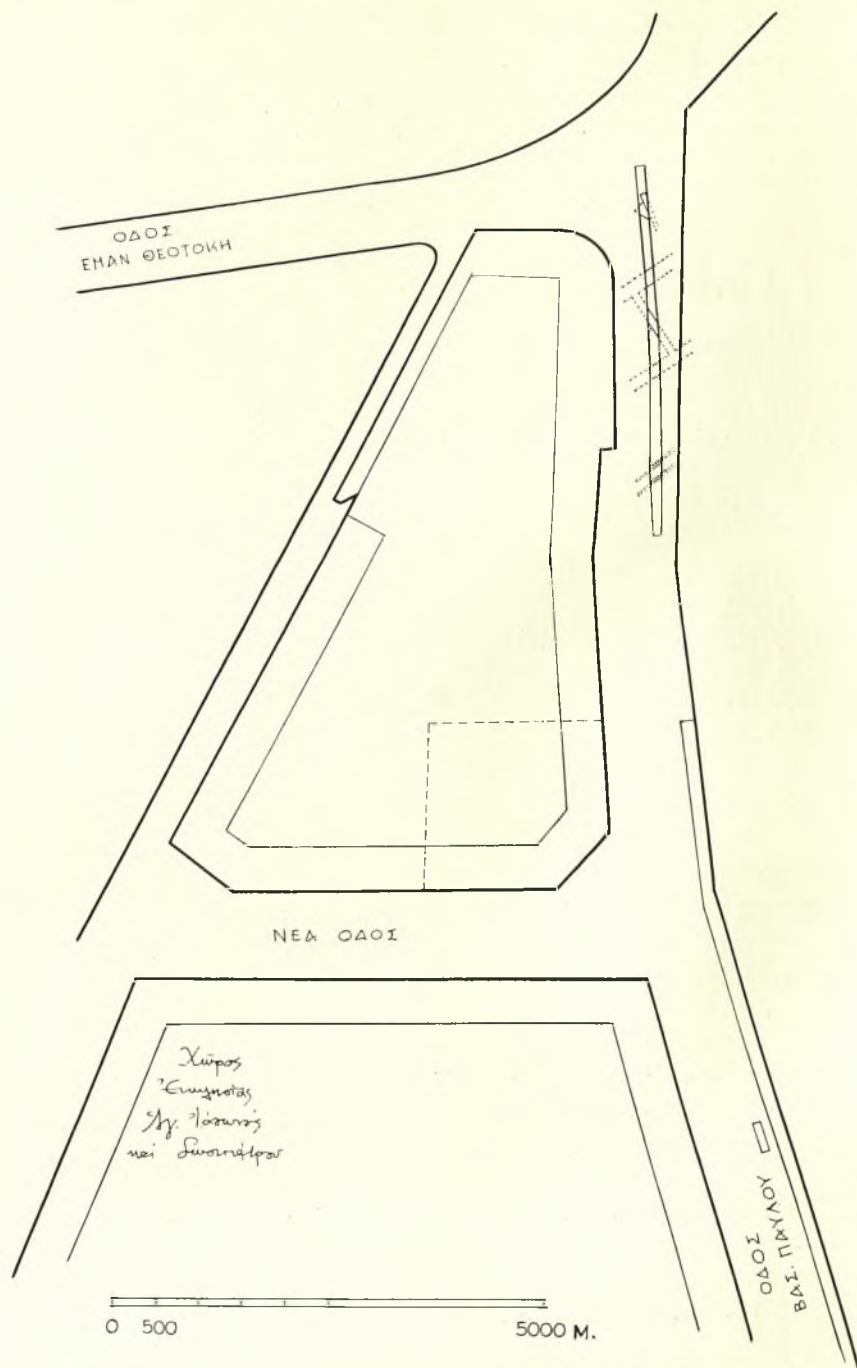 ΟΔΟΣ
ΕΜΑΝ ΘΕΟΤΟΚΗ
ΝΕΑ ΟΔΟΣ
Χῶρος
Ἐκκλησίας
Ἁγ. Ἰάσωνος
καὶ Σωσιπάτρου
ΟΔΟΣ
ΒΑΣ. ΠΑΥΛΟΥ
0 500 5000 Μ.